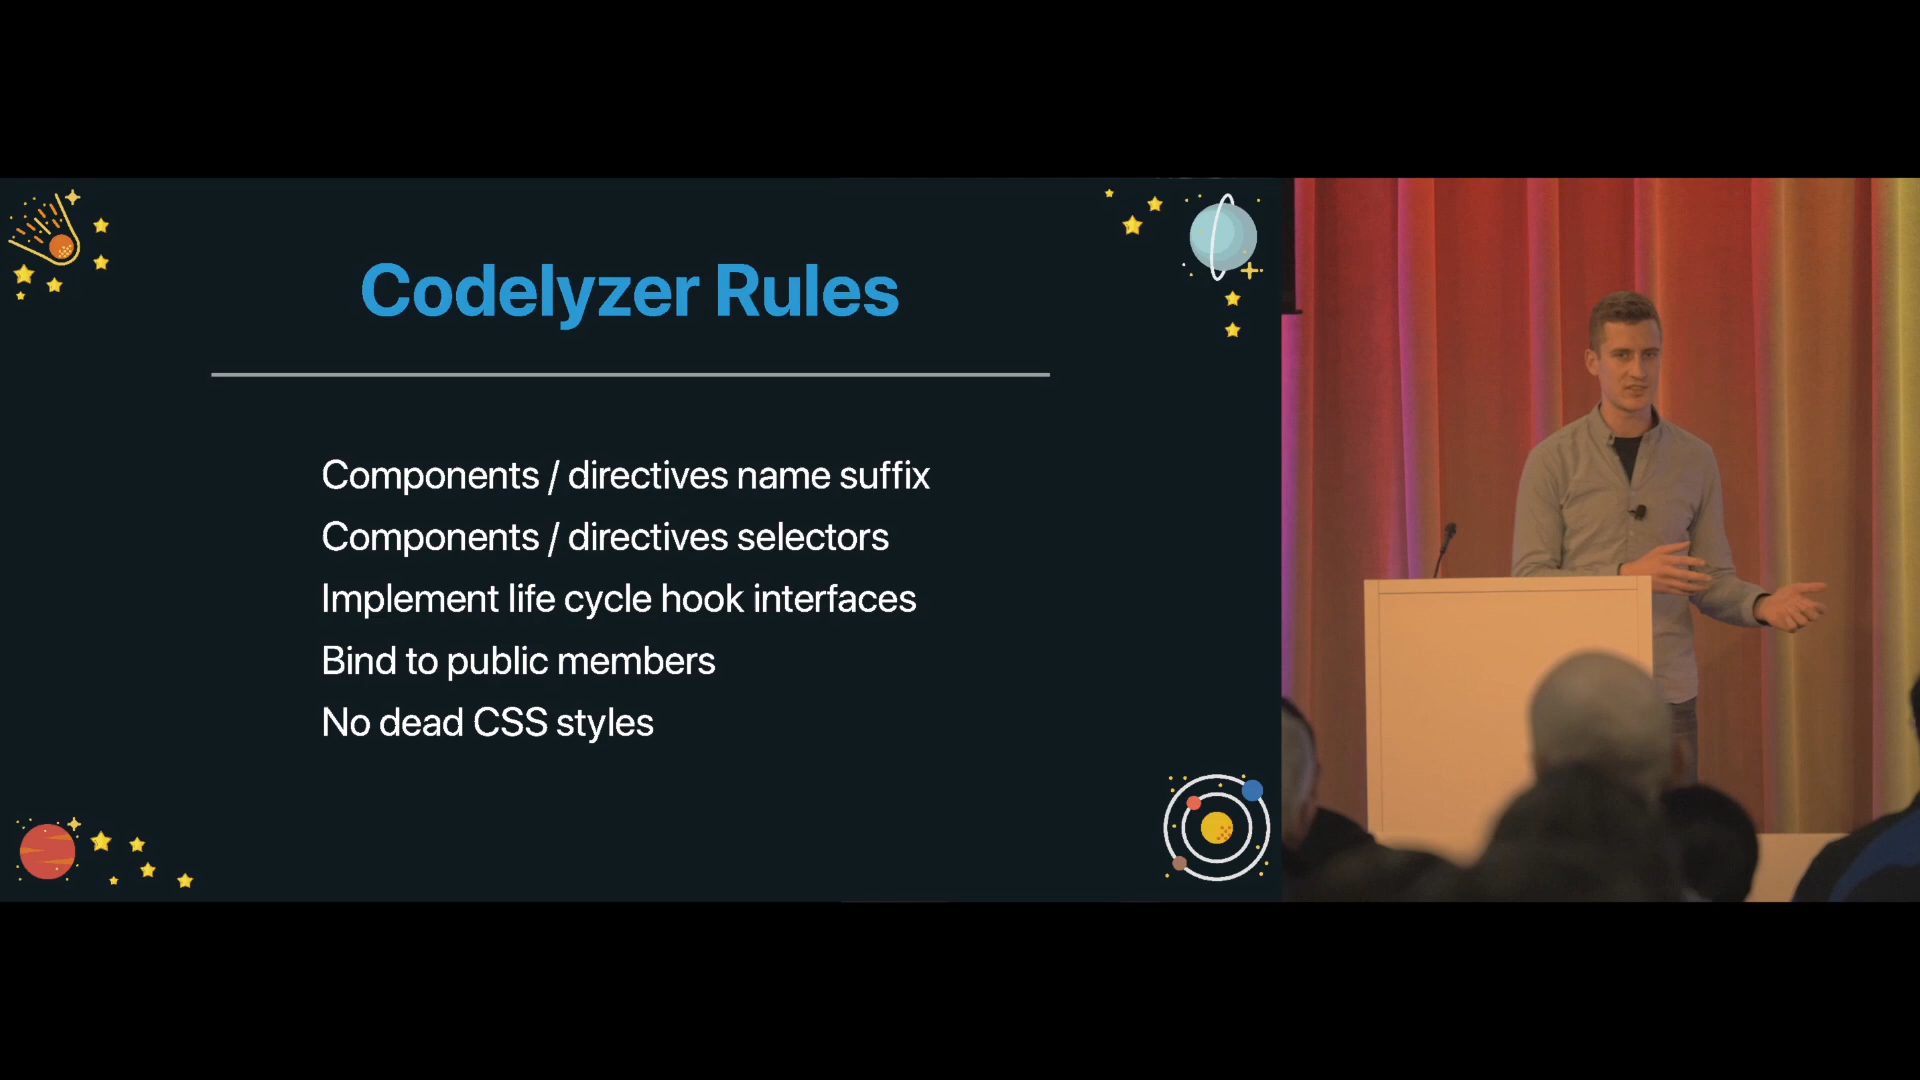 Codelyzer Rules
Components / directives name suffix
Components / directives selectors
Implement life cycle hook interfaces
Bind to public members
No dead CSS styles